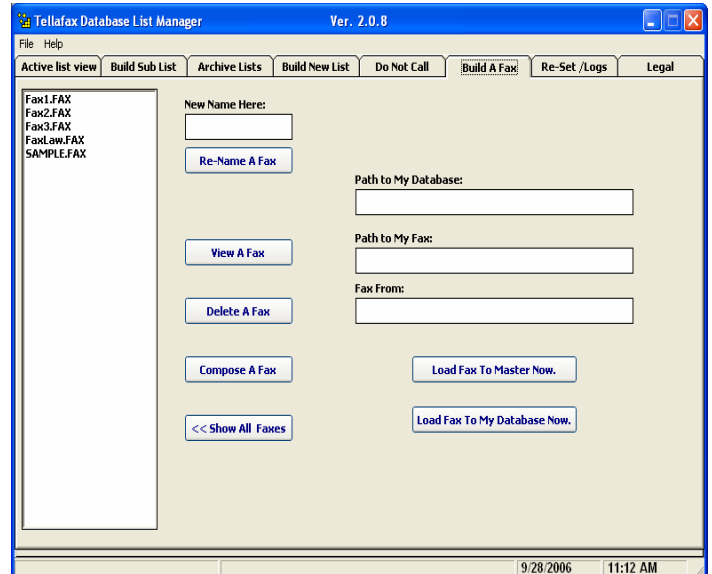 Tellafax Database List Manager Ver. 2.0.8
File Help
Active list view Build Sub List Archive Lists Build New List Do Not Call Build A Fax Re-Set /Logs Legal
Fax1.FAX
Fax2.FAX
Fax3.FAX
FaxLaw.FAX
SAMPLE.FAX
New Name Here:
Re-Name A Fax
Path to My Database:
Path to My Fax:
View A Fax
Fax From:
Delete A Fax
Compose A Fax
Load Fax To Master Now.
<< Show All Faxes
Load Fax To My Database Now.
9/28/2006 11:12 AM